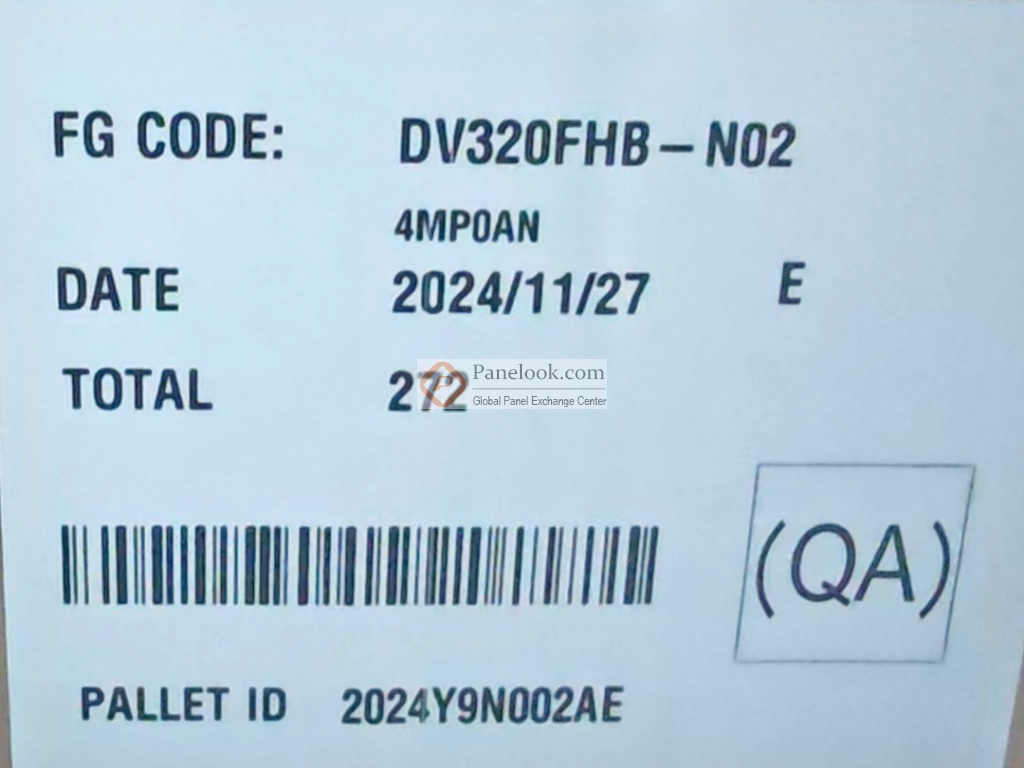 FG CODE: DV320FHB-N02
4MP0AN
DATE 2024/11/27 E
TOTAL 272
Panelook.com
Global Panel Exchange Center
(QA)
PALLET ID 2024Y9N002AE